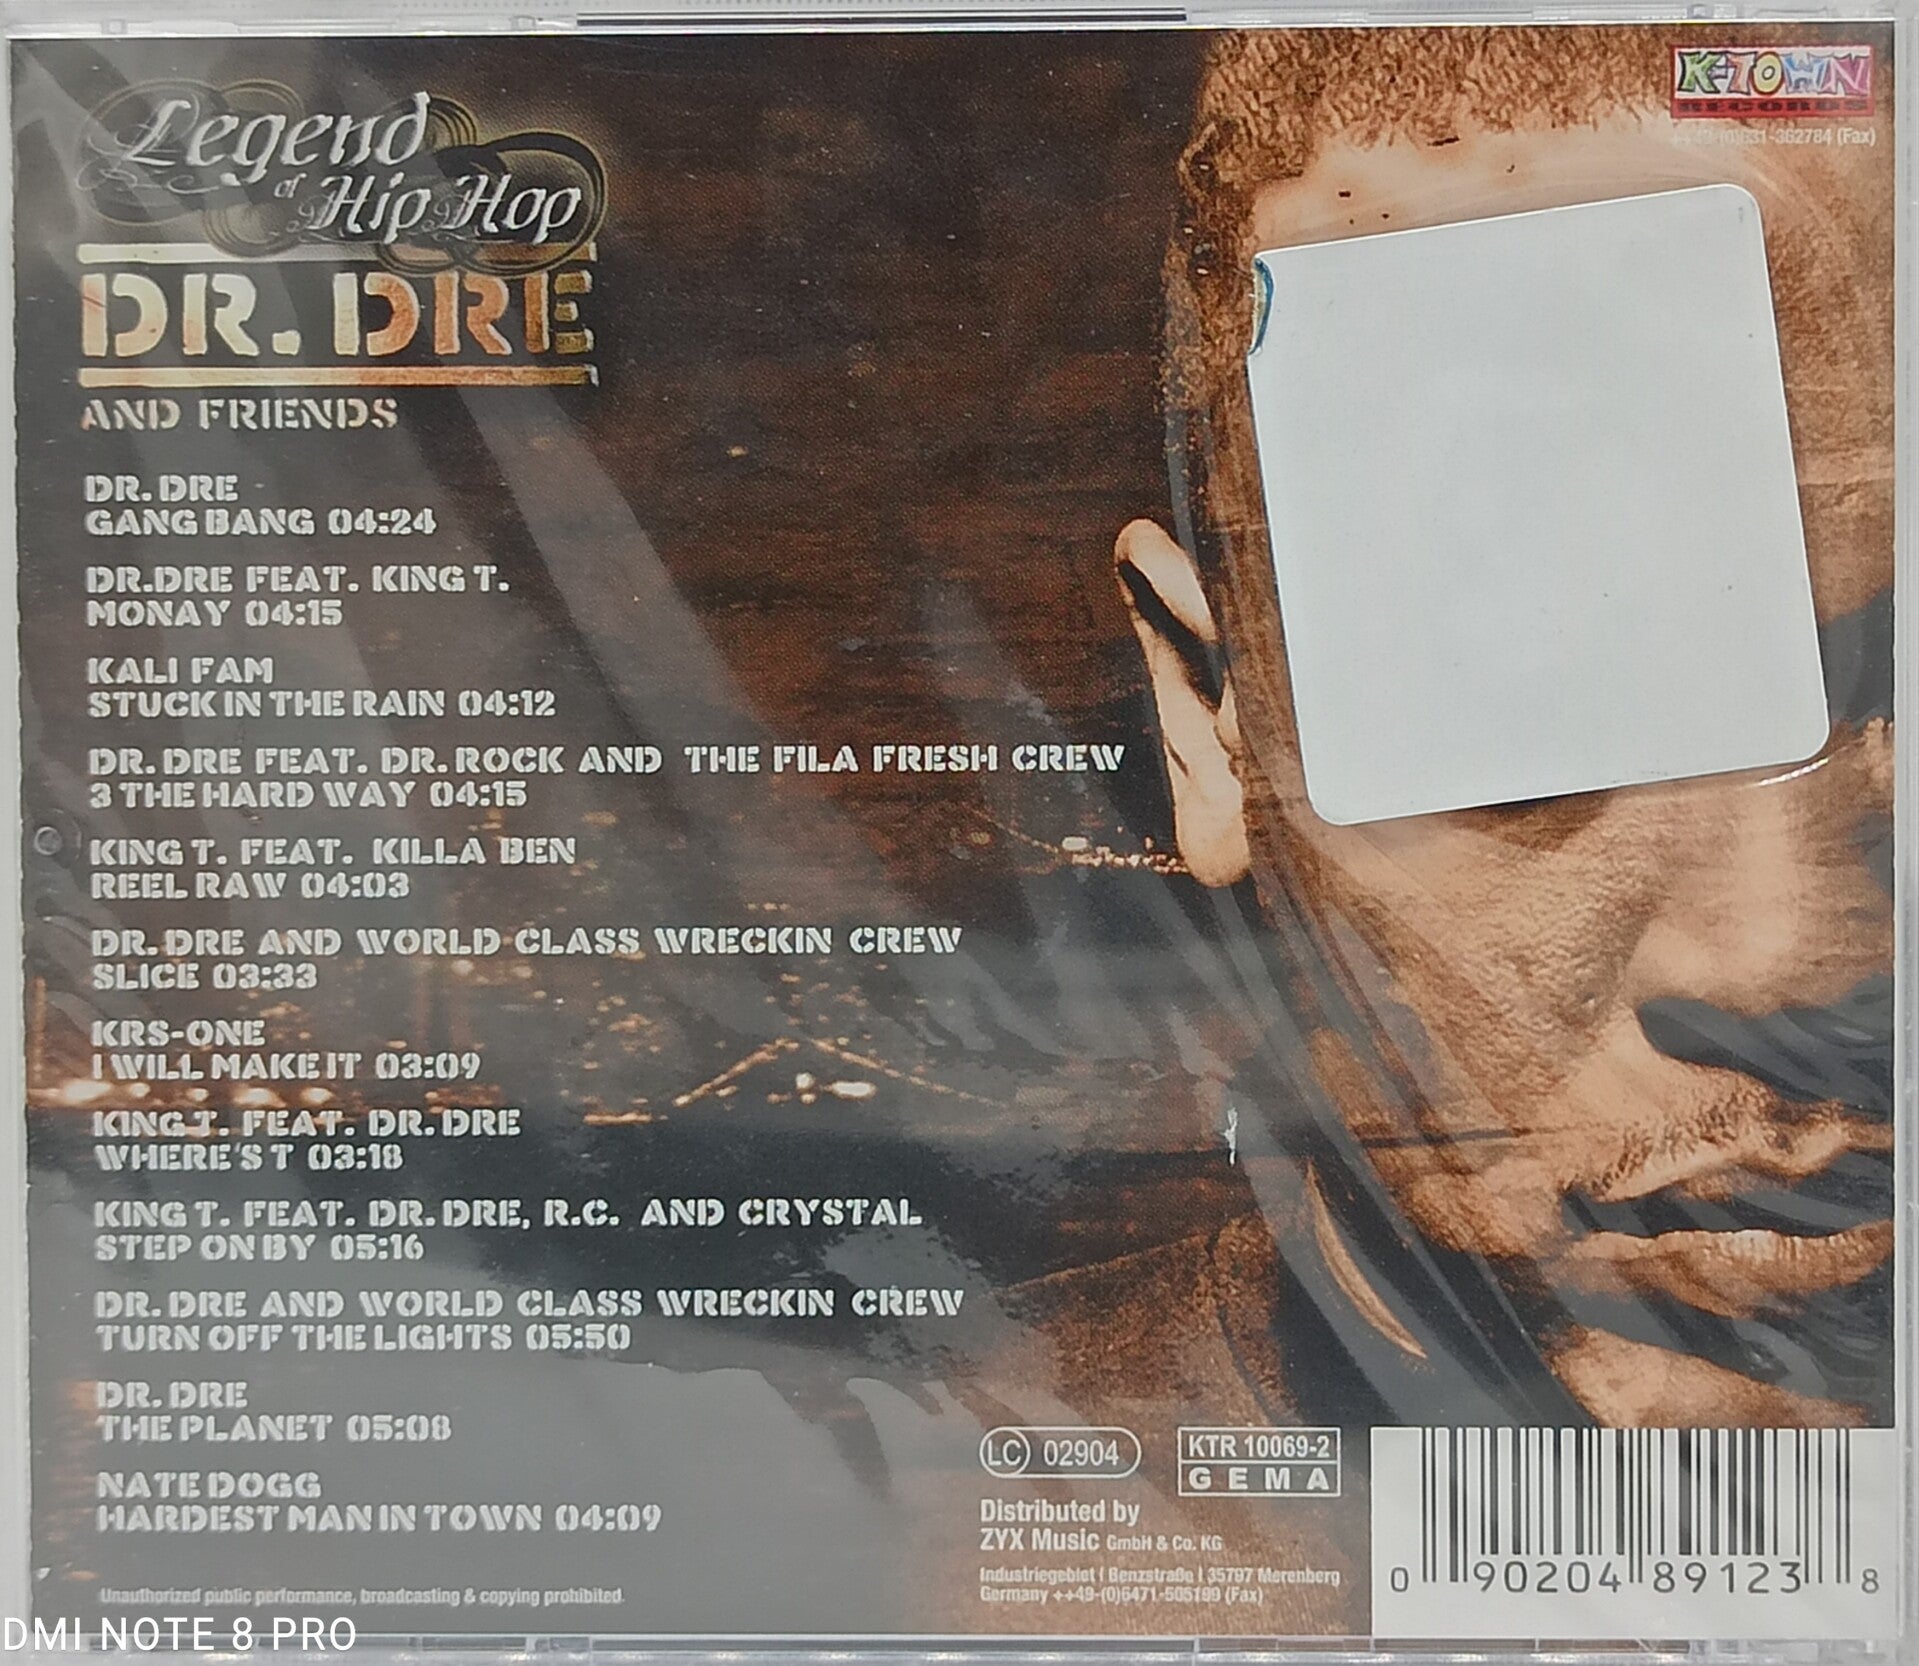 Legend
of Hip Hop
K-TOWN
RECORDS
++49-(0)631-362784 (Fax)
DR. DRE
AND FRIENDS
DR. DRE
GANG BANG 04:24
DR.DRE FEAT. KING T.
MONAY 04:15
KALI FAM
STUCK IN THE RAIN 04:12
DR. DRE FEAT. DR. ROCK AND THE FILA FRESH CREW
3 THE HARD WAY 04:15
KING T. FEAT. KILLA BEN
REEL RAW 04:03
DR. DRE AND WORLD CLASS WRECKIN CREW
SLICE 03:33
KRS-ONE
I WILL MAKE IT 03:09
KING T. FEAT. DR. DRE
WHERE'S T 03:18
KING T. FEAT. DR. DRE, R.C. AND CRYSTAL
STEP ON BY 05:16
DR. DRE AND WORLD CLASS WRECKIN CREW
TURN OFF THE LIGHTS 05:50
DR. DRE
THE PLANET 05:08
NATE DOGG
HARDEST MAN IN TOWN 04:09
Unauthorized public performance, broadcasting & copying prohibited.
LC 02904
KTR 10069-2
GEMA
Distributed by
ZYX Music GmbH & Co. KG
Industriegebiet | Benzstraße | 35797 Merenberg
Germany ++49-(0)6471-505199 (Fax)
0 90204 89123 8
DMI NOTE 8 PRO